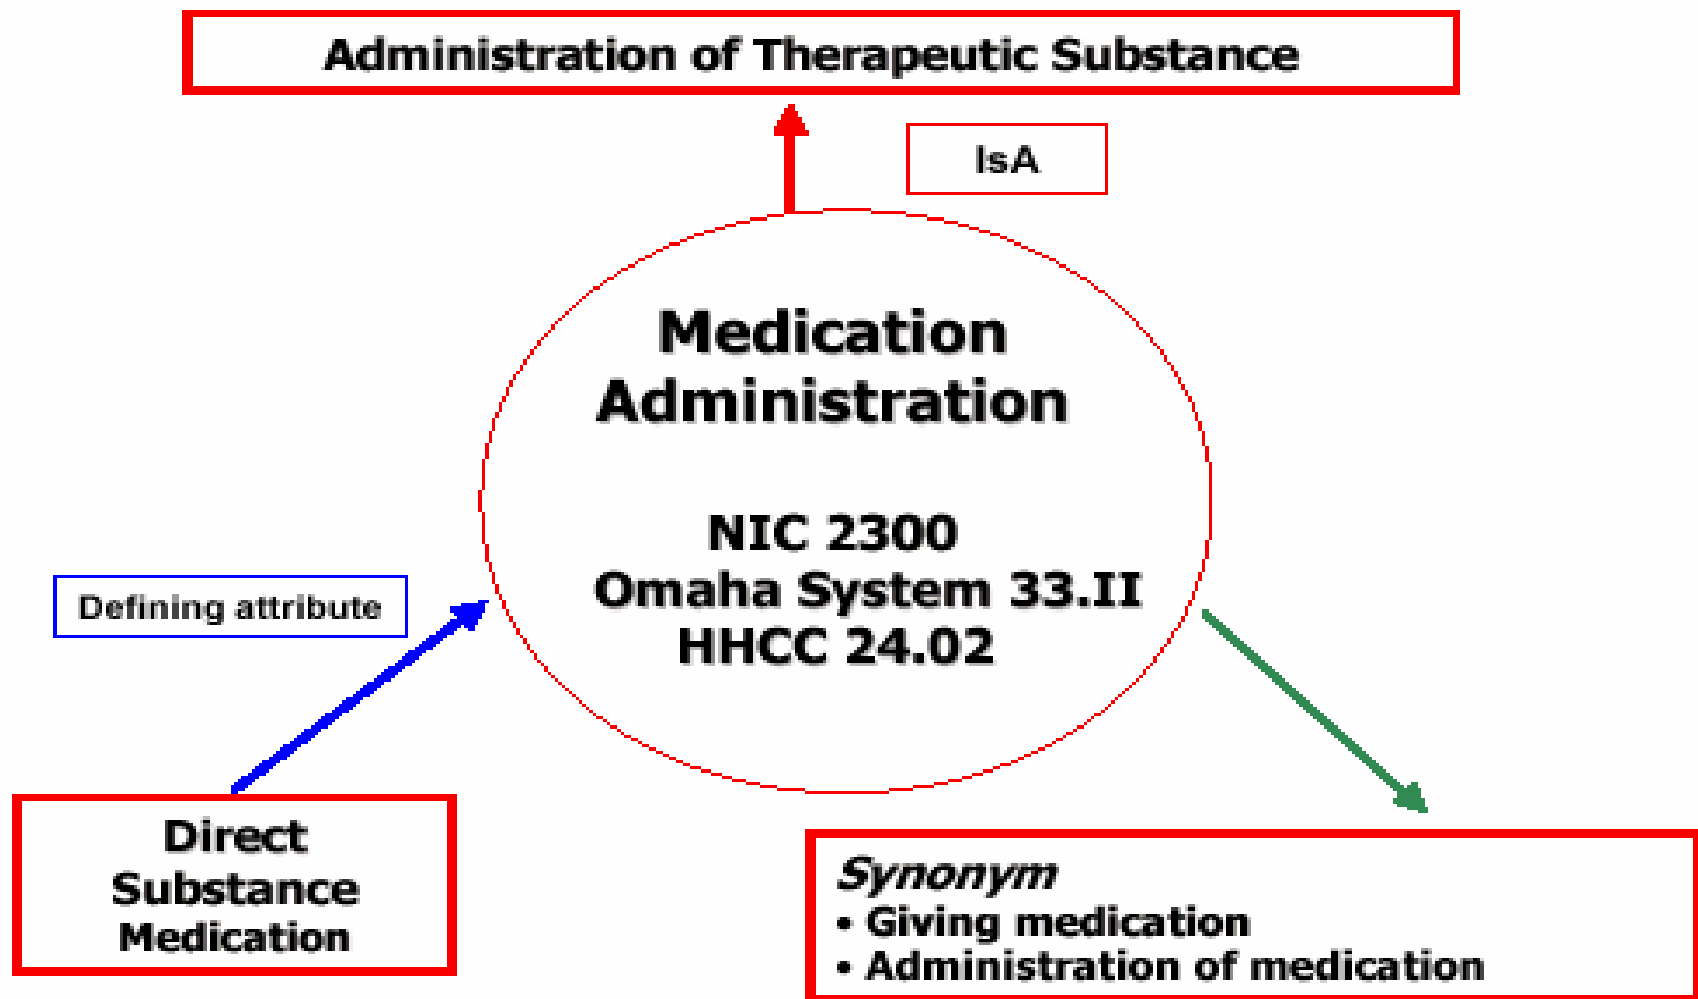 Administration of Therapeutic Substance
IsA
Medication
Administration
NIC 2300
Omaha System 33.II
HHCC 24.02
Defining attribute
Direct
Substance
Medication
Synonym
• Giving medication
• Administration of medication